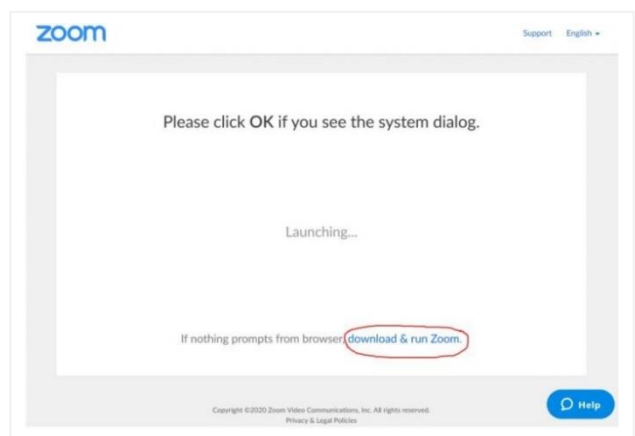 zoom
Support English
Please click OK if you see the system dialog.
Launching...
If nothing prompts from browser, download & run Zoom.
Copyright ©2020 Zoom Video Communications, Inc. All rights reserved.
Privacy & Legal Policies
Help